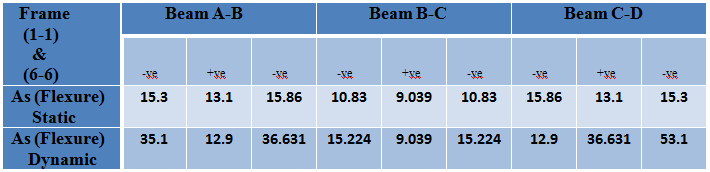 Frame
(1-1)
&
(6-6)
Beam A-B
Beam B-C
Beam C-D
-ve +ve -ve -ve +ve -ve -ve +ve -ve
As (Flexure)
Static
15.3 13.1 15.86 10.83 9.039 10.83 15.86 13.1 15.3
As (Flexure)
Dynamic
35.1 12.9 36.631 15.224 9.039 15.224 12.9 36.631 53.1